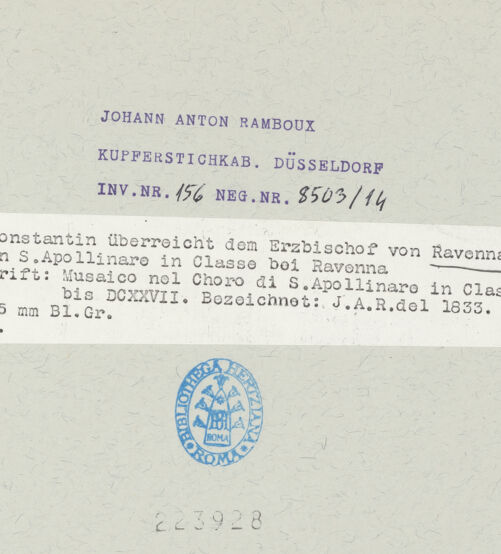 JOHANN ANTON RAMBOUX
KUPFERSTICHKAB. DÜSSELDORF
INV.NR. 156 NEG.NR. 8503/14
onstantin überreicht dem Erzbischof von Ravenna
n S.Apollinare in Classe bei Ravenna
rift: Musaico nel Choro di S.Apollinare in Clas
bis DCXXVII. Bezeichnet: J.A.R.del 1833.
5 mm Bl.Gr.
BIBLIOTHECA HERTZIANA
BH
ROMA
ROMA
223928